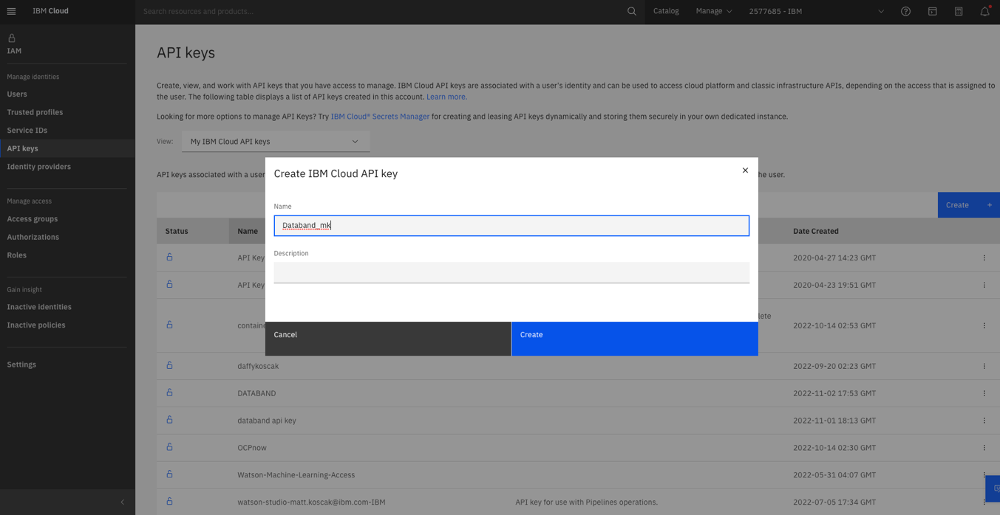 IBM Cloud
Search resources and products...
Catalog
Manage
2577685 - IBM
IAM
Manage identities
Users
Trusted profiles
Service IDs
API keys
Identity providers
Manage access
Access groups
Authorizations
Roles
Gain insight
Inactive identities
Inactive policies
Settings
API keys
Create, view, and work with API keys that you have access to manage. IBM Cloud API keys are associated with a user's identity and can be used to access cloud platform and classic infrastructure APIs, depending on the access that is assigned to
the user. The following table displays a list of API keys created in this account. Learn more.
Looking for more options to manage API Keys? Try IBM Cloud® Secrets Manager for creating and leasing API keys dynamically and storing them securely in your own dedicated instance.
View: My IBM Cloud API keys
API keys associated with a user
the user.
Create +
Status Name Date Created
API Key 2020-04-27 14:23 GMT
API Key 2020-04-23 19:51 GMT
2022-10-14 02:53 GMT
daffykoscak 2022-09-20 02:23 GMT
DATABAND 2022-11-02 17:53 GMT
databand api key 2022-11-01 18:13 GMT
OCPnow 2022-10-14 02:30 GMT
Watson-Machine-Learning-Access 2022-05-31 04:07 GMT
watson-studio-matt.koscak@ibm.com-IBM API key for use with Pipelines operations. 2022-07-05 17:34 GMT
Create IBM Cloud API key
Name
Databand_mk
Description
Cancel
Create